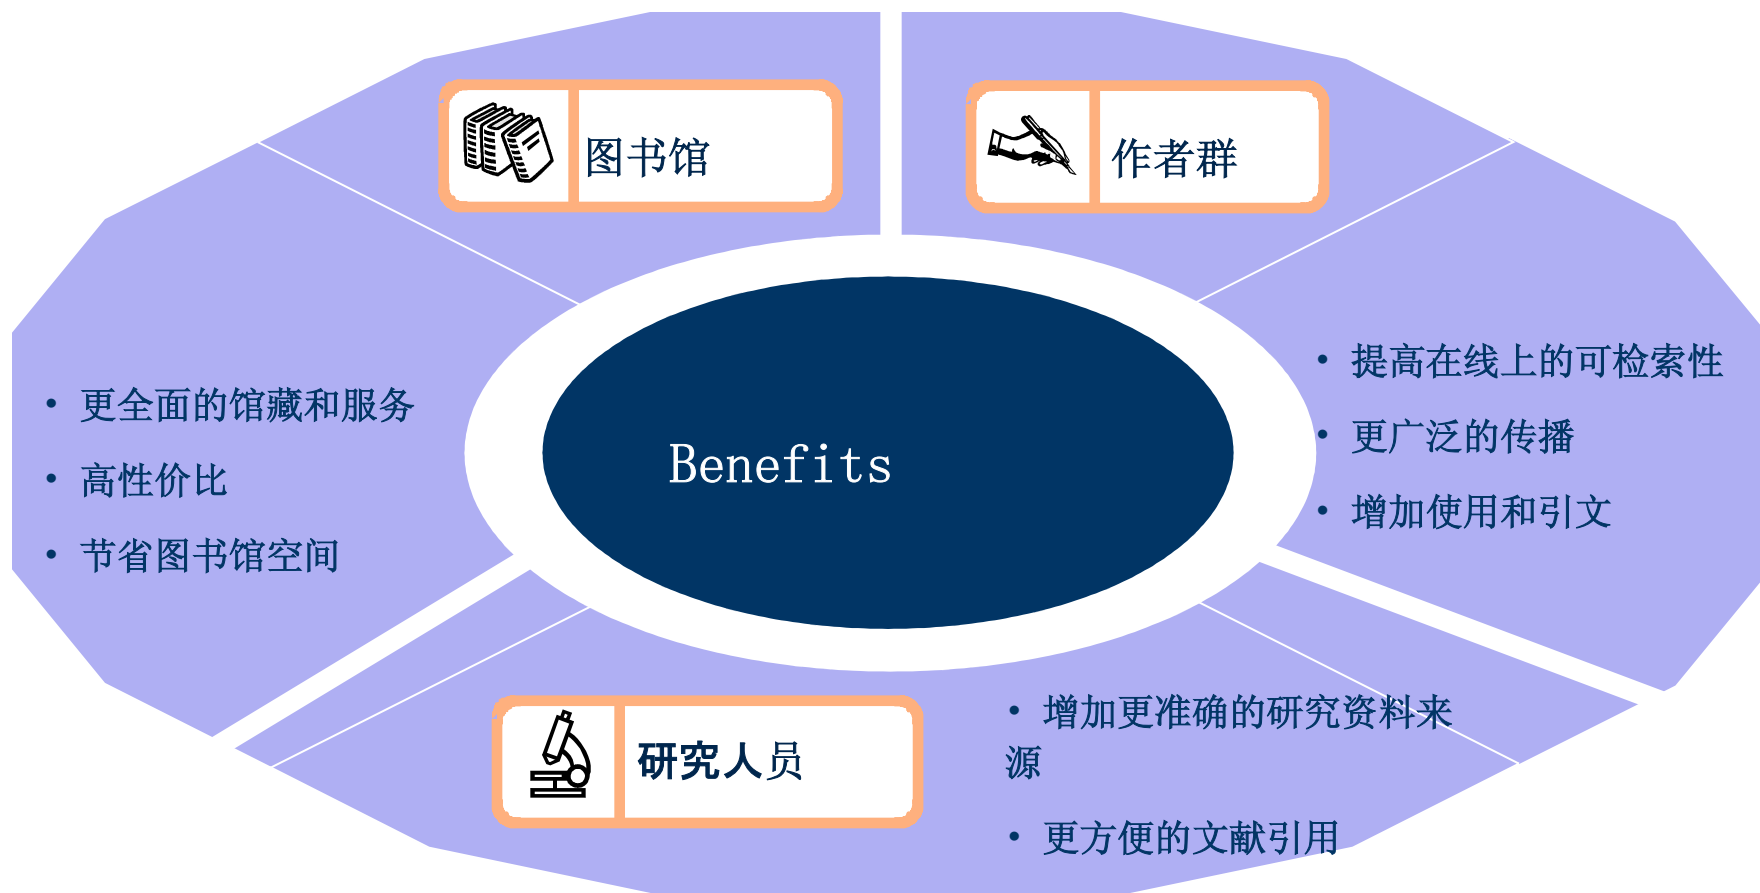 图书馆
作者群
• 更全面的馆藏和服务
• 高性价比
• 节省图书馆空间
Benefits
• 提高在线上的可检索性
• 更广泛的传播
• 增加使用和引文
研究人员
• 增加更准确的研究资料来
源
• 更方便的文献引用